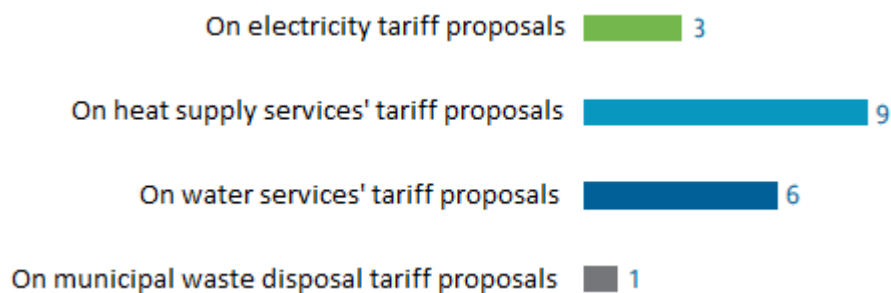 On electricity tariff proposals 3
On heat supply services' tariff proposals 9
On water services' tariff proposals 6
On municipal waste disposal tariff proposals 1